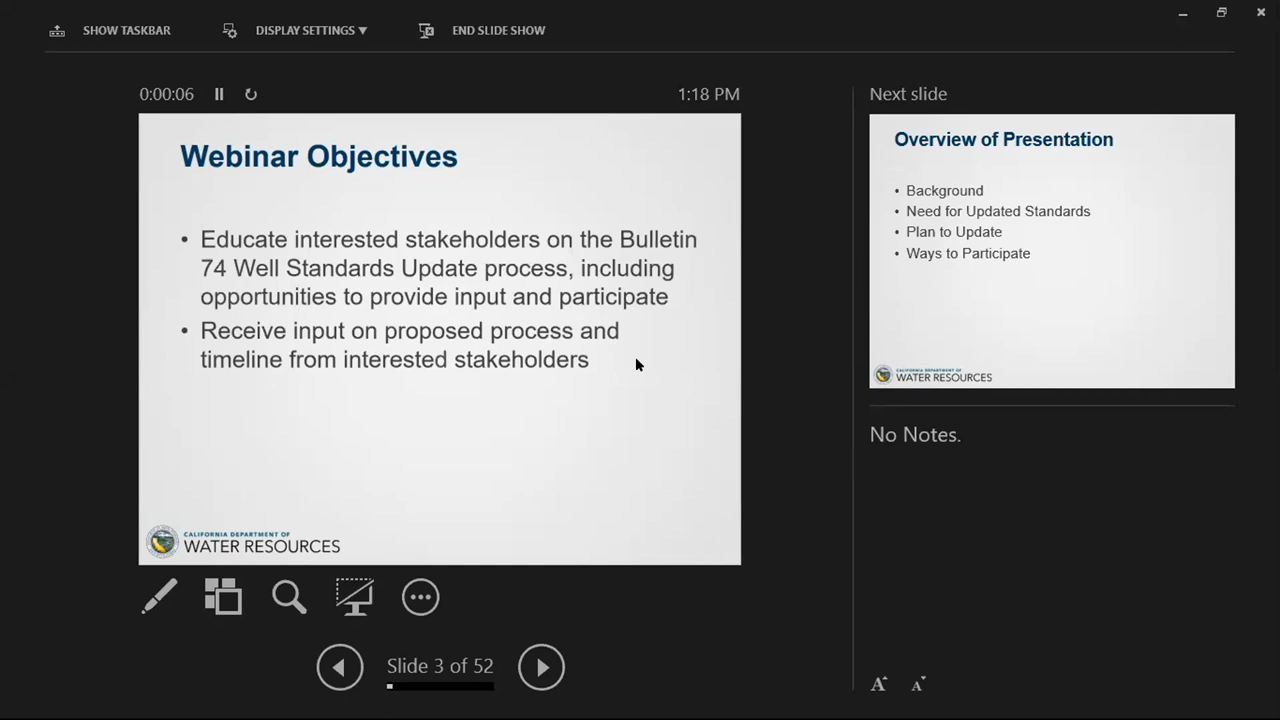 SHOW TASKBAR
DISPLAY SETTINGS ▾
END SLIDE SHOW
0:00:06
1:18 PM
Webinar Objectives
• Educate interested stakeholders on the Bulletin
74 Well Standards Update process, including
opportunities to provide input and participate
• Receive input on proposed process and
timeline from interested stakeholders
CALIFORNIA DEPARTMENT OF
WATER RESOURCES
Slide 3 of 52
Next slide
Overview of Presentation
• Background
• Need for Updated Standards
• Plan to Update
• Ways to Participate
CALIFORNIA DEPARTMENT OF
WATER RESOURCES
No Notes.
A A